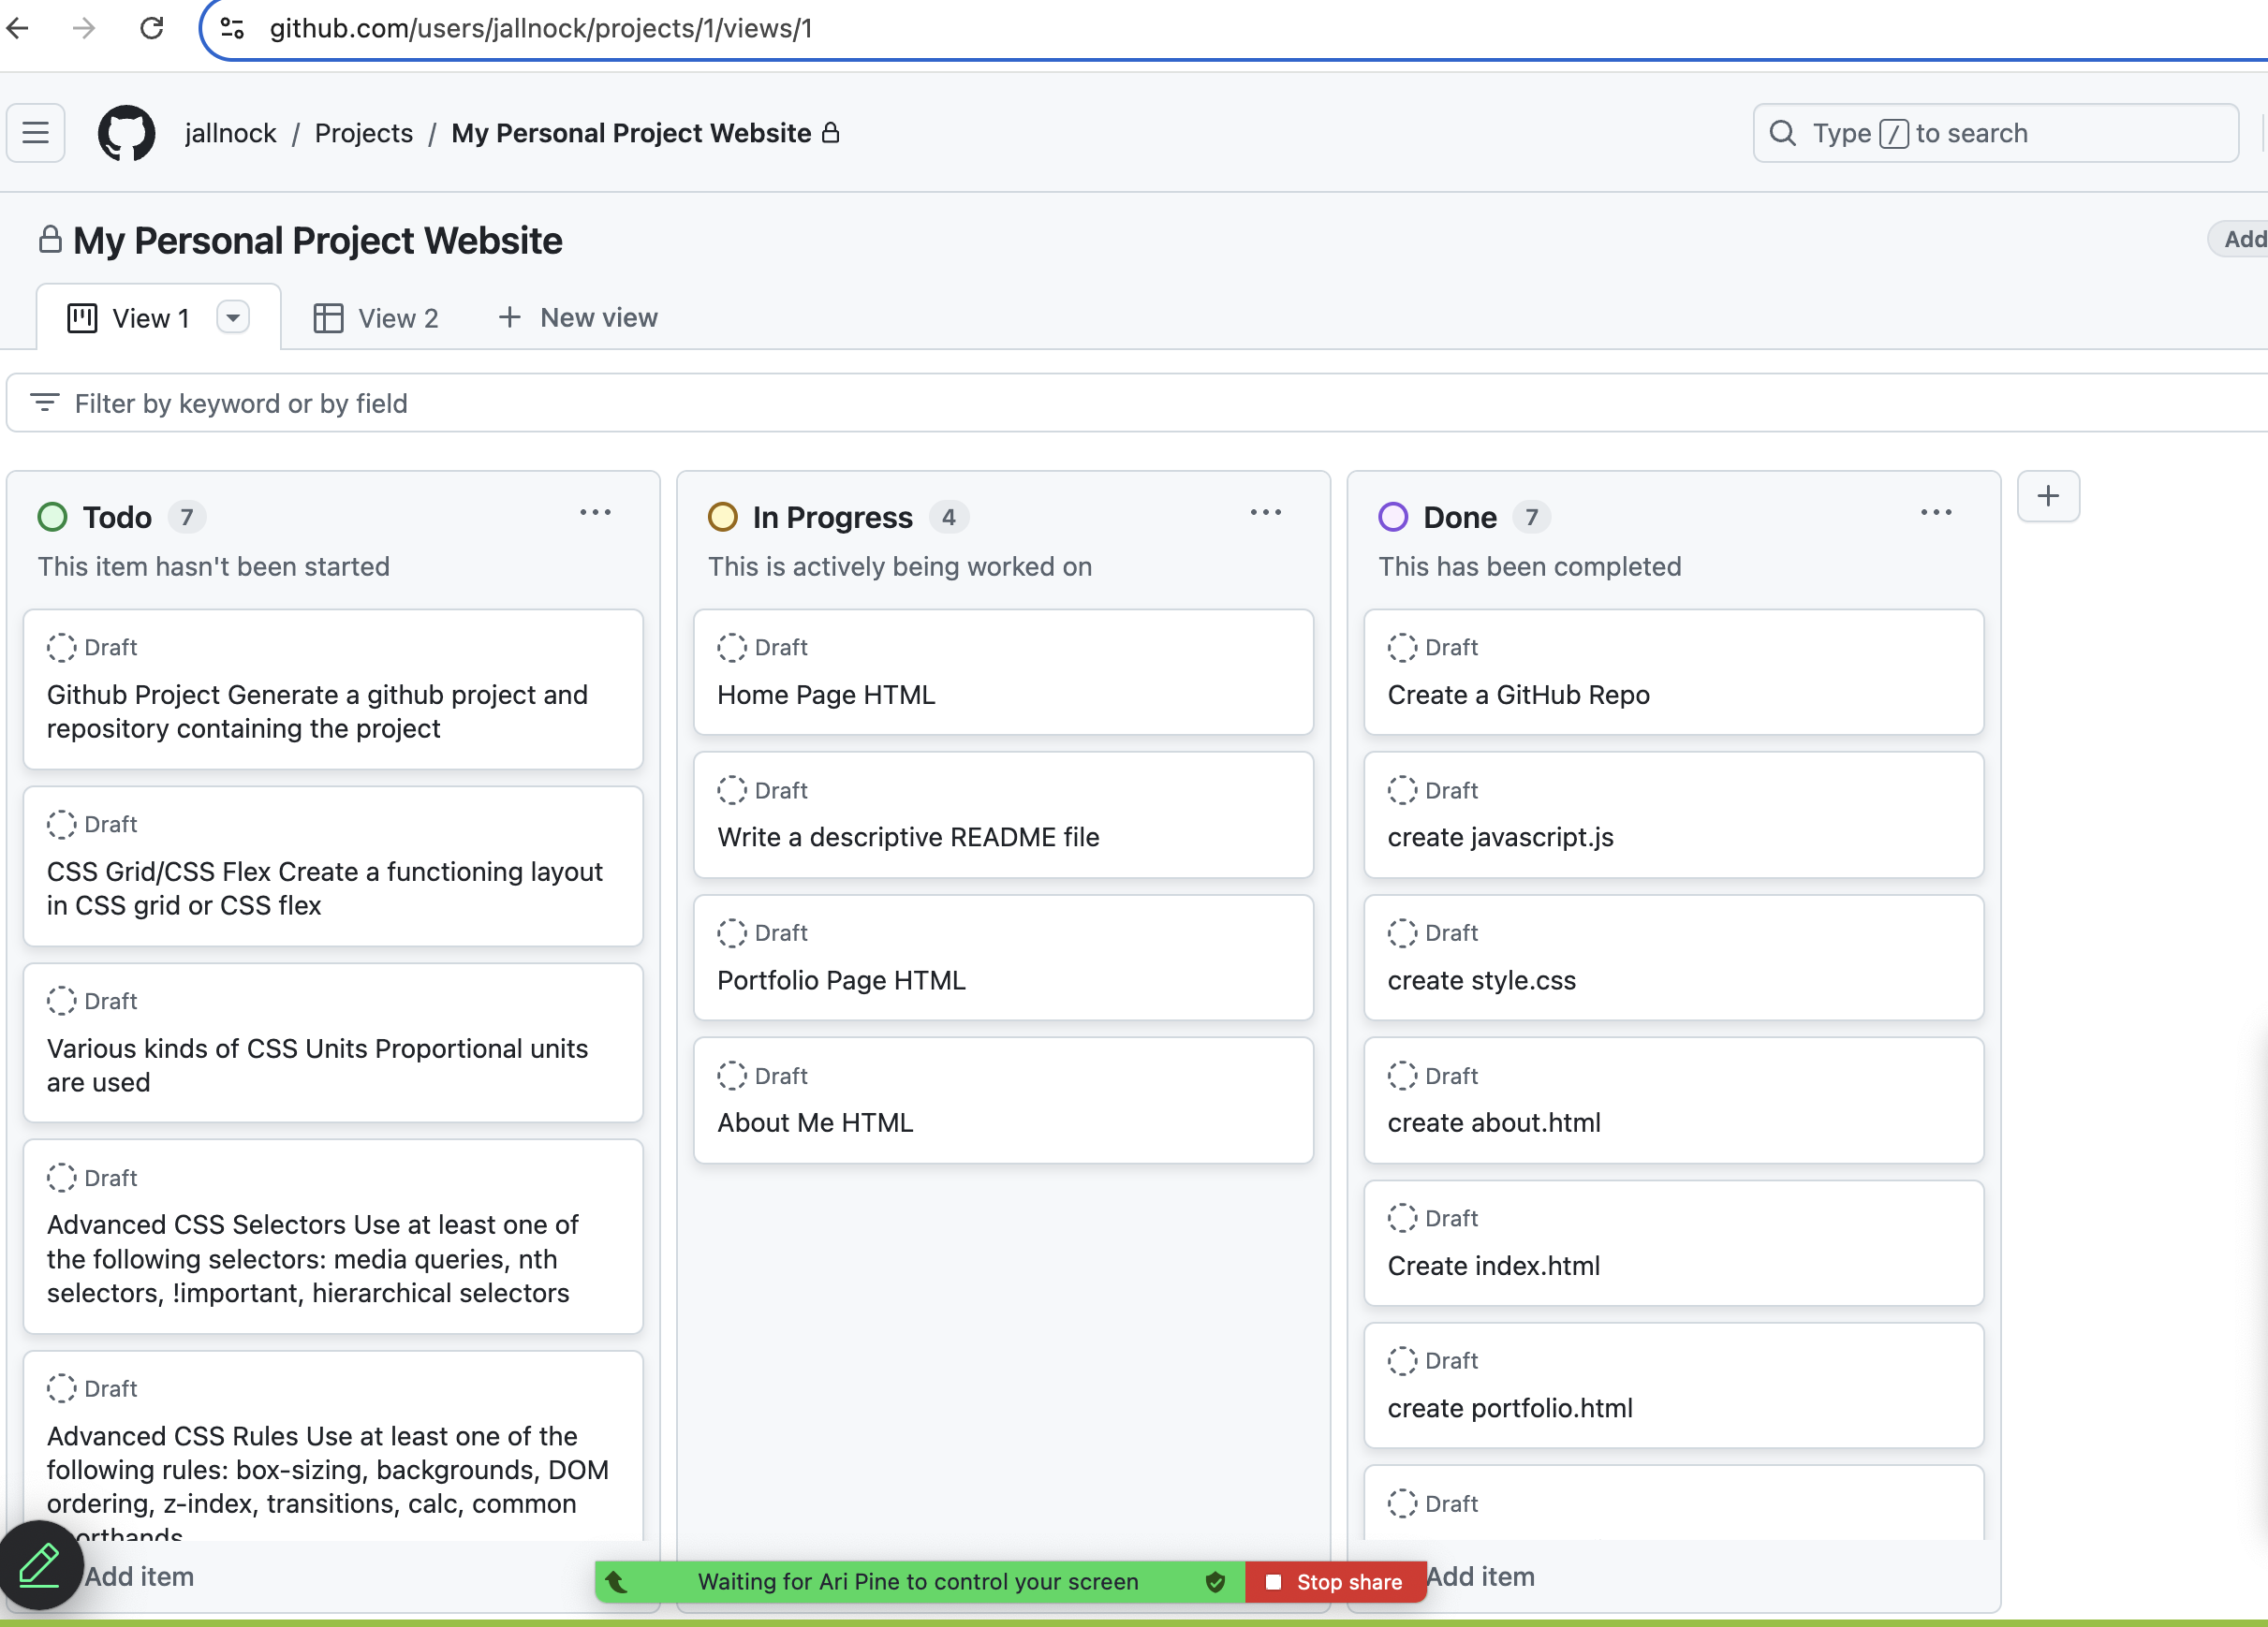 github.com/users/jallnock/projects/1/views/1
jallnock / Projects / My Personal Project Website
Type / to search
My Personal Project Website
Add
View 1
View 2
+ New view
Filter by keyword or by field
Todo 7
This item hasn't been started
Draft
Github Project Generate a github project and
repository containing the project
Draft
CSS Grid/CSS Flex Create a functioning layout
in CSS grid or CSS flex
Draft
Various kinds of CSS Units Proportional units
are used
Draft
Advanced CSS Selectors Use at least one of
the following selectors: media queries, nth
selectors, !important, hierarchical selectors
Draft
Advanced CSS Rules Use at least one of the
following rules: box-sizing, backgrounds, DOM
ordering, z-index, transitions, calc, common
Add item
In Progress 4
This is actively being worked on
Draft
Home Page HTML
Draft
Write a descriptive README file
Draft
Portfolio Page HTML
Draft
About Me HTML
Done 7
This has been completed
Draft
Create a GitHub Repo
Draft
create javascript.js
Draft
create style.css
Draft
create about.html
Draft
Create index.html
Draft
create portfolio.html
Draft
Add item
Waiting for Ari Pine to control your screen
Stop share